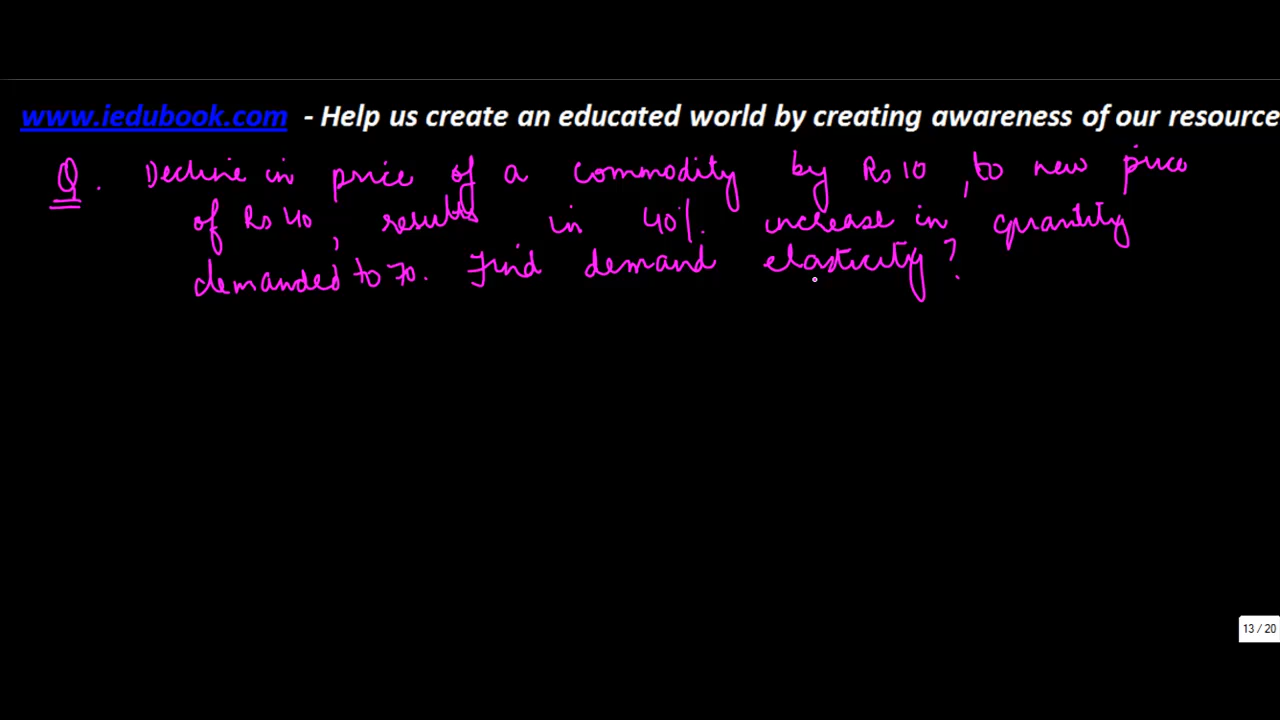 www.iedubook.com - Help us create an educated world by creating awareness of our resource
Q. Decline in price of a commodity by Rs 10, to new price
of Rs 40, results in 40% increase in quantity
demanded to 70. Find demand elasticity?
13 / 20